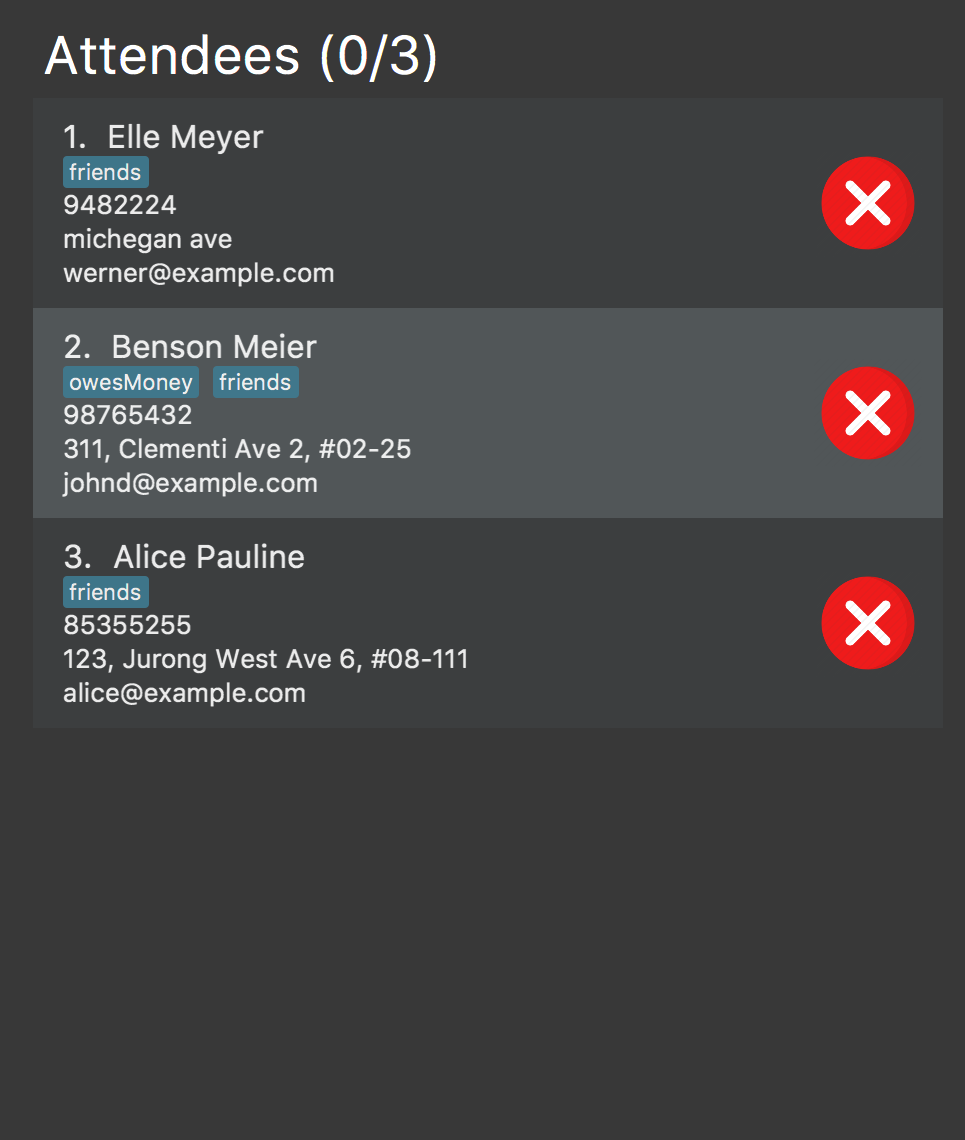 Attendees (0/3)
1. Elle Meyer
friends
9482224
michegan ave
werner@example.com
2. Benson Meier
owesMoney friends
98765432
311, Clementi Ave 2, #02-25
johnd@example.com
3. Alice Pauline
friends
85355255
123, Jurong West Ave 6, #08-111
alice@example.com